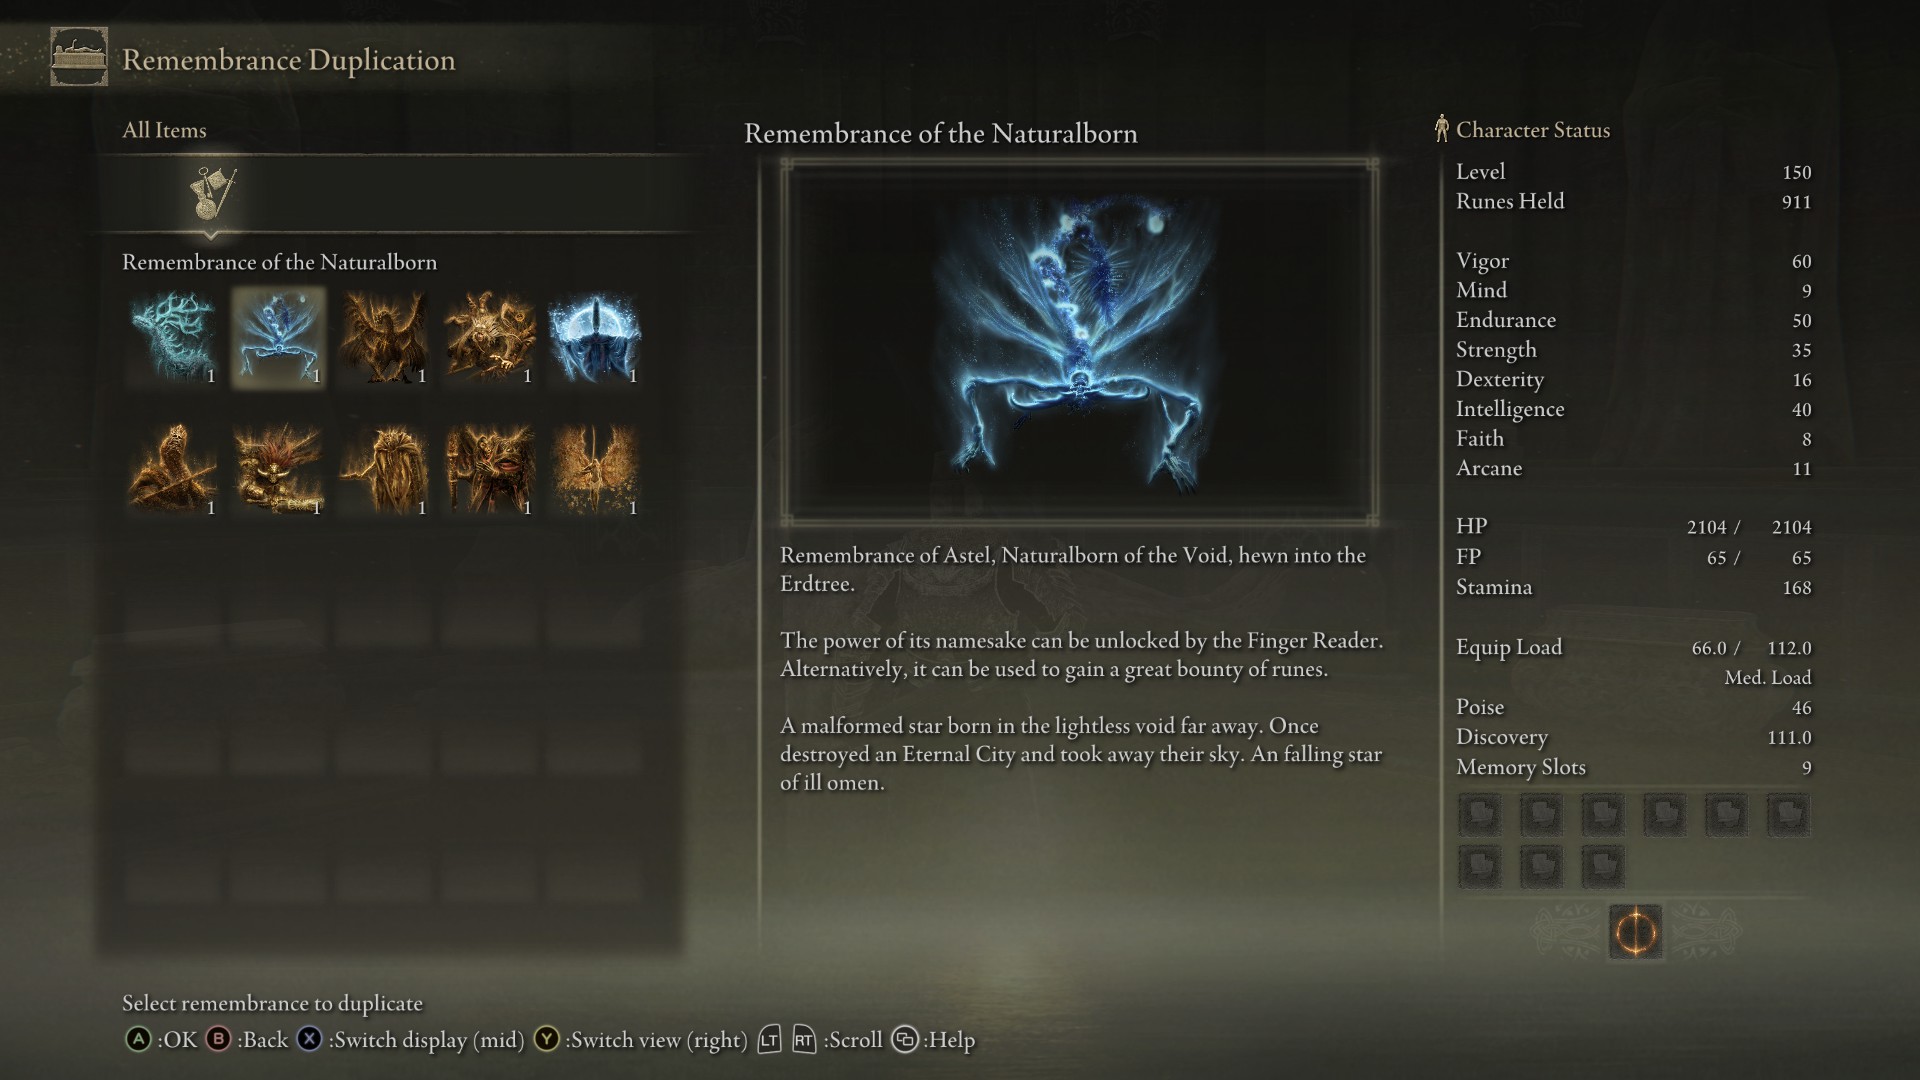 Remembrance Duplication
All Items
Remembrance of the Naturalborn
1 1 1 1 1
1 1 1 1 1
Select remembrance to duplicate
A :OK B :Back X :Switch display (mid) Y :Switch view (right) LT RT :Scroll :Help
Remembrance of the Naturalborn
Remembrance of Astel, Naturalborn of the Void, hewn into the
Erdtree.
The power of its namesake can be unlocked by the Finger Reader.
Alternatively, it can be used to gain a great bounty of runes.
A malformed star born in the lightless void far away. Once
destroyed an Eternal City and took away their sky. An falling star
of ill omen.
Character Status
Level 150
Runes Held 911
Vigor 60
Mind 9
Endurance 50
Strength 35
Dexterity 16
Intelligence 40
Faith 8
Arcane 11
HP 2104 / 2104
FP 65 / 65
Stamina 168
Equip Load 66.0 / 112.0
Med. Load
Poise 46
Discovery 111.0
Memory Slots 9